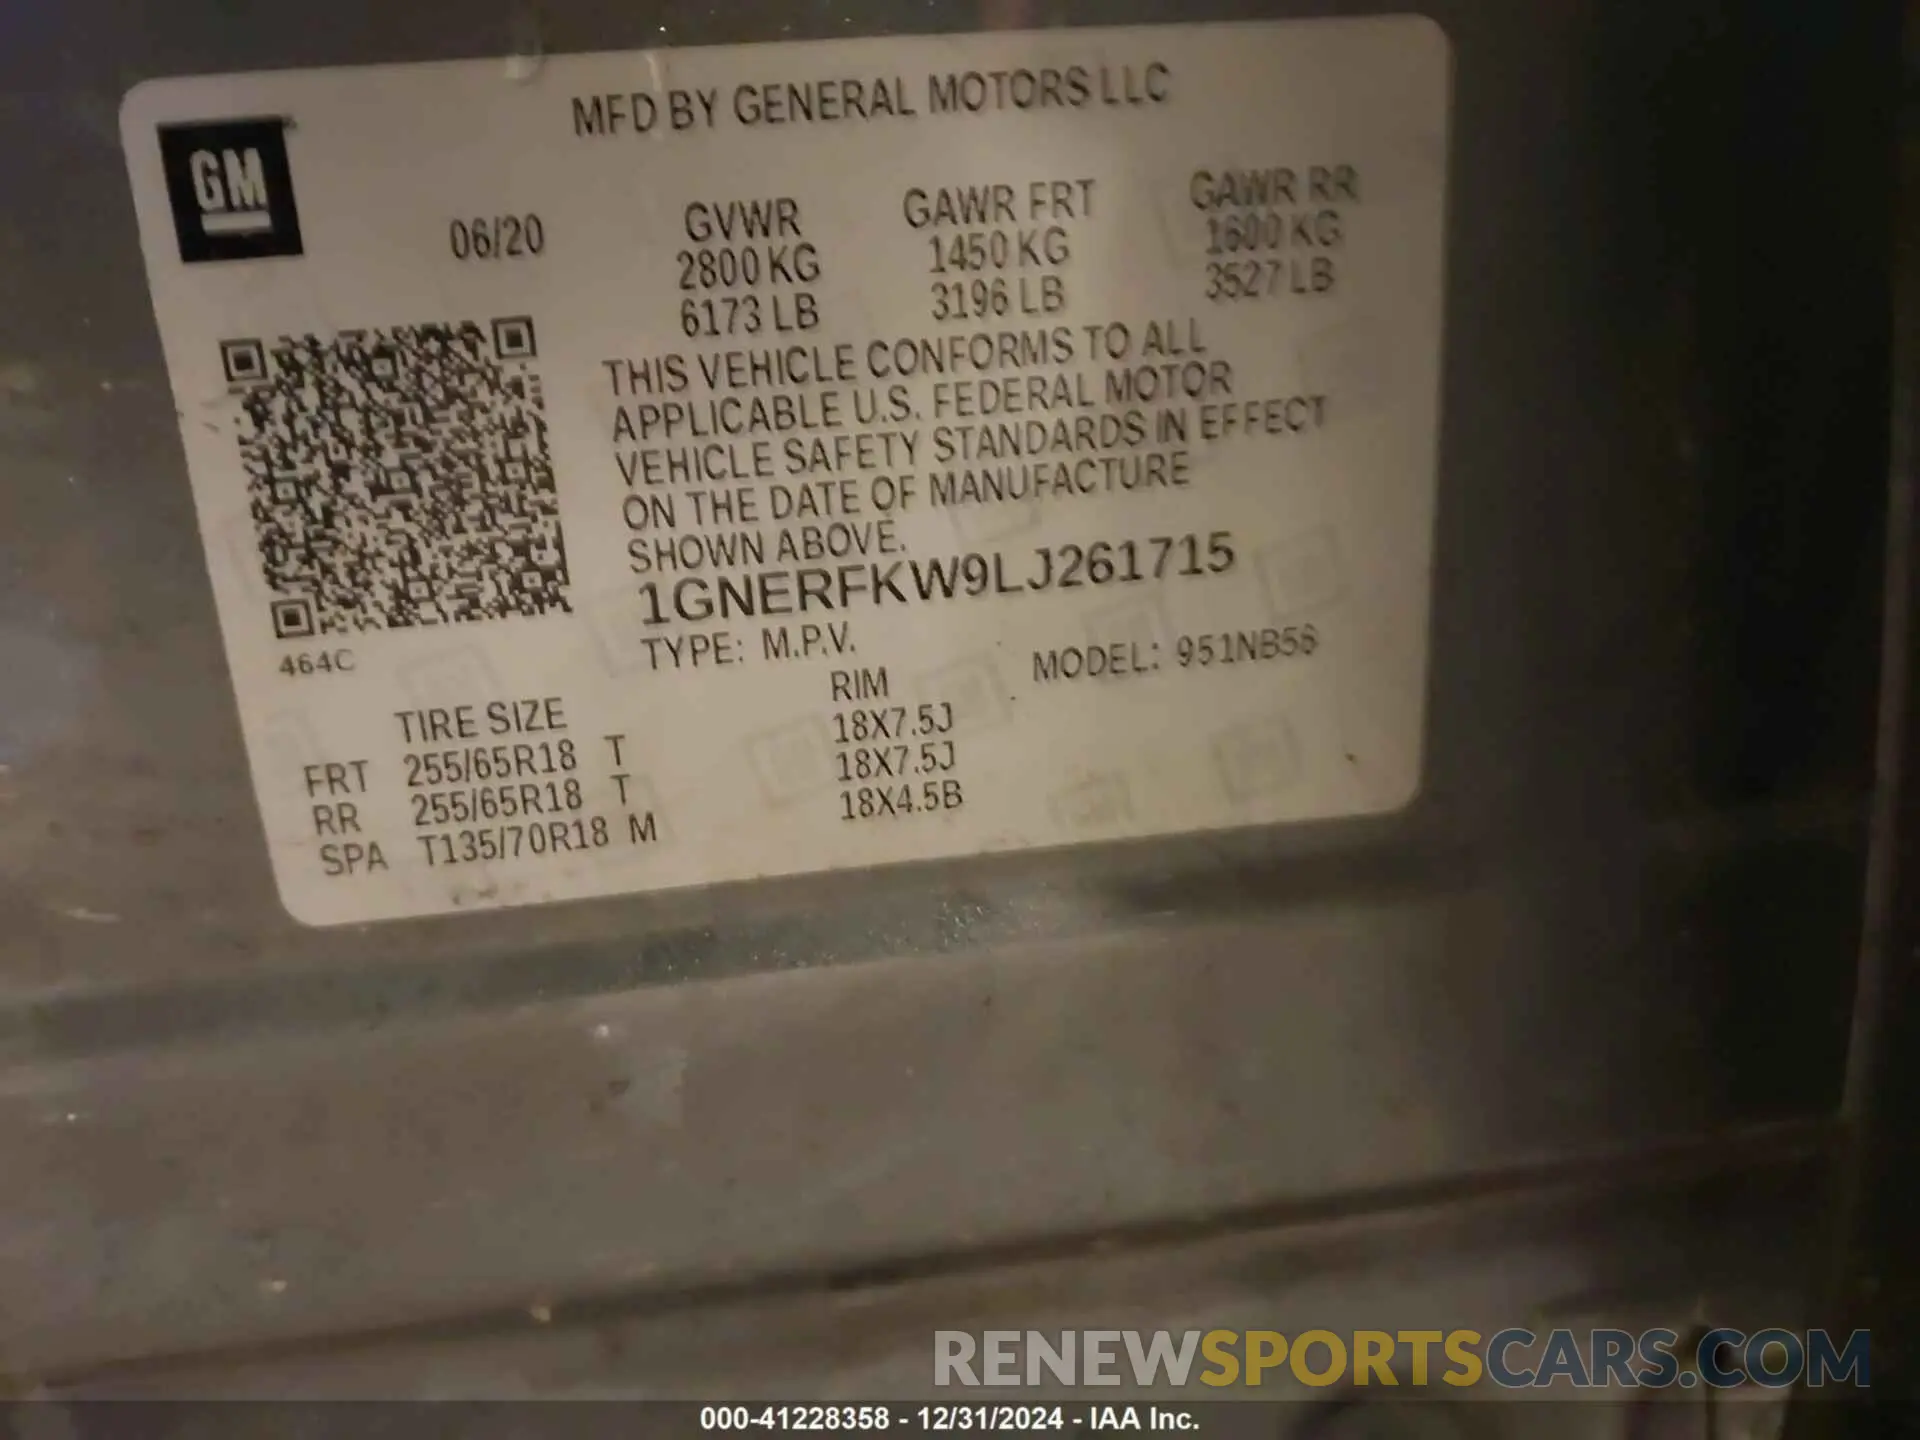 MFD BY GENERAL MOTORS LLC
GM
06/20 GVWR GAWR FRT GAWR RR
2800 KG 1450 KG 1600 KG
6173 LB 3196 LB 3527 LB
THIS VEHICLE CONFORMS TO ALL
APPLICABLE U.S. FEDERAL MOTOR
VEHICLE SAFETY STANDARDS IN EFFECT
ON THE DATE OF MANUFACTURE
SHOWN ABOVE.
1GNERFKW9LJ261715
464C
TYPE: M.P.V. MODEL: 951NB56
TIRE SIZE RIM
FRT 255/65R18 T 18X7.5J
RR 255/65R18 T 18X7.5J
SPA T135/70R18 M 18X4.5B
RENEWSPORTSCARS.COM
000-41228358 - 12/31/2024 - IAA Inc.